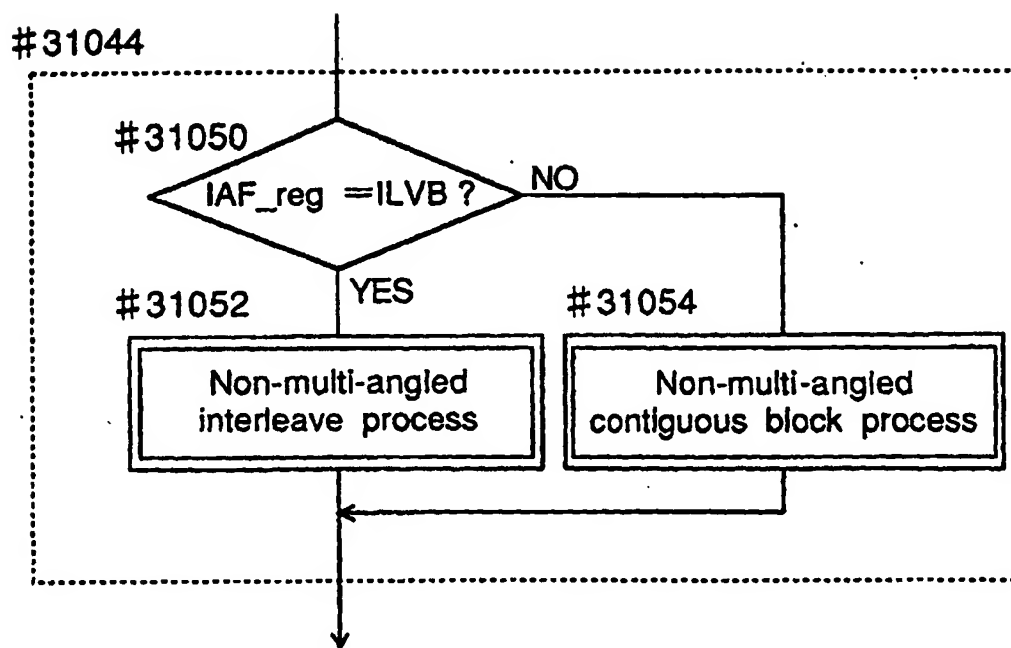 #31044
#31050
IAF_reg =ILVB ?
NO
YES
#31052
#31054
Non-multi-angled
interleave process
Non-multi-angled
contiguous block process